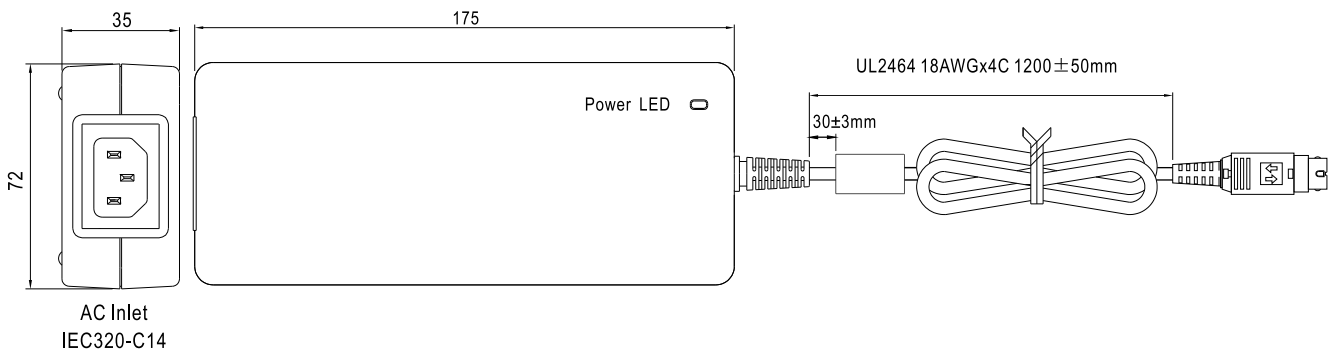 35
175
UL2464 18AWGx4C 1200±50mm
Power LED
30±3mm
72
AC Inlet
IEC320-C14